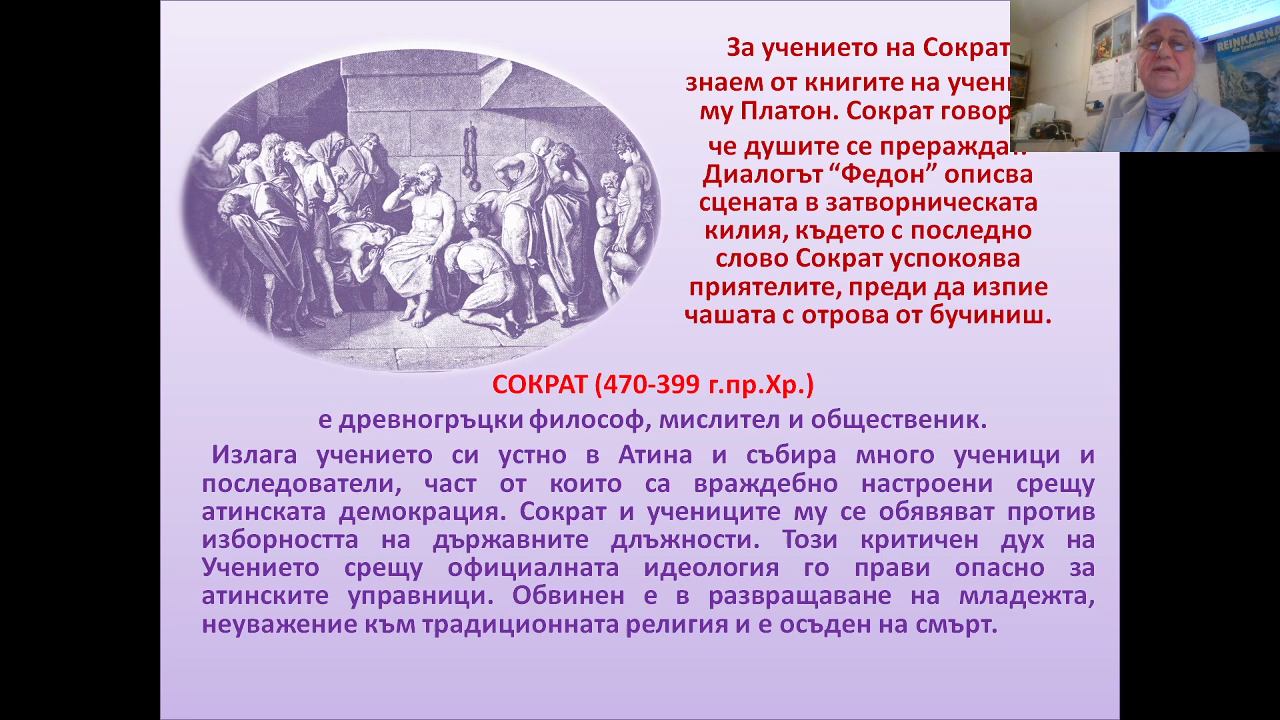 За учението на Сократ
знаем от книгите на
му Платон. Сократ
че душите се
Диалогът “Федон” описва
сцената в затворническата
килия, където с последно
слово Сократ успокоява
приятелите, преди да изпие
чашата с отрова от бучиниш.
СОКРАТ (470-399 г.пр.Хр.)
е древногръцки философ, мислител и общественик.
Излага учението си устно в Атина и събира много ученици и
последователи, част от които са враждебно настроени срещу
атинската демокрация. Сократ и учениците му се обявяват против
изборността на държавните длъжности. Този критичен дух на
Учението срещу официалната идеология го прави опасно за
атинските управници. Обвинен е в развращаване на младежта,
неуважение към традиционната религия и е осъден на смърт.